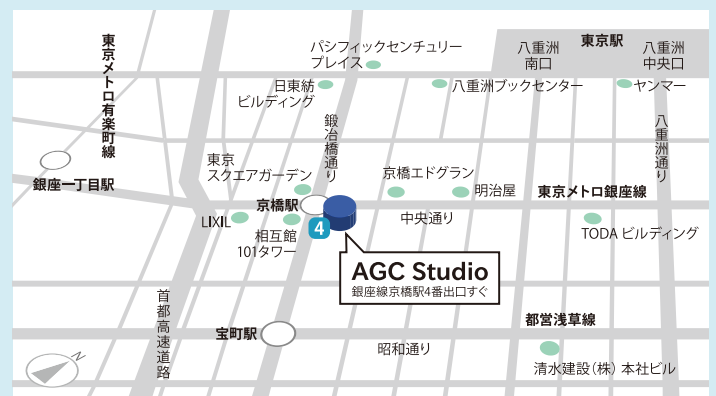 東京駅
八重洲
南口
八重洲
中央口
パシフィックセンチュリー
プレイス
東京メトロ有楽町線
日東紡
ビルディング
八重洲ブックセンター
ヤンマー
鍛冶橋通り
八重洲通り
銀座一丁目駅
東京
スクエアガーデン
京橋エドグラン
明治屋
東京メトロ銀座線
京橋駅
LIXIL
4
相互館
101タワー
中央通り
TODA ビルディング
AGC Studio
銀座線京橋駅4番出口すぐ
首都高速道路
宝町駅
都営浅草線
昭和通り
清水建設(株) 本社ビル
N